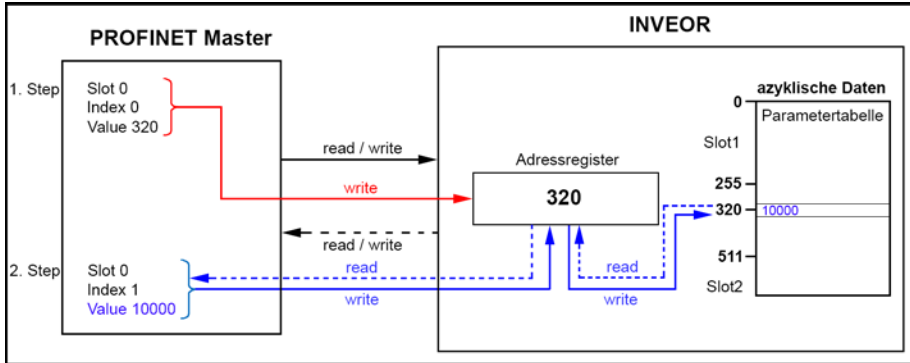 PROFINET Master
INVEOR
1. Step
Slot 0
Index 0
Value 320
read / write
write
read / write
2. Step
Slot 0
Index 1
Value 10000
read
write
Adressregister
320
read
write
azyklische Daten
0
Parametertabelle
Slot1
255
320
10000
511
Slot2